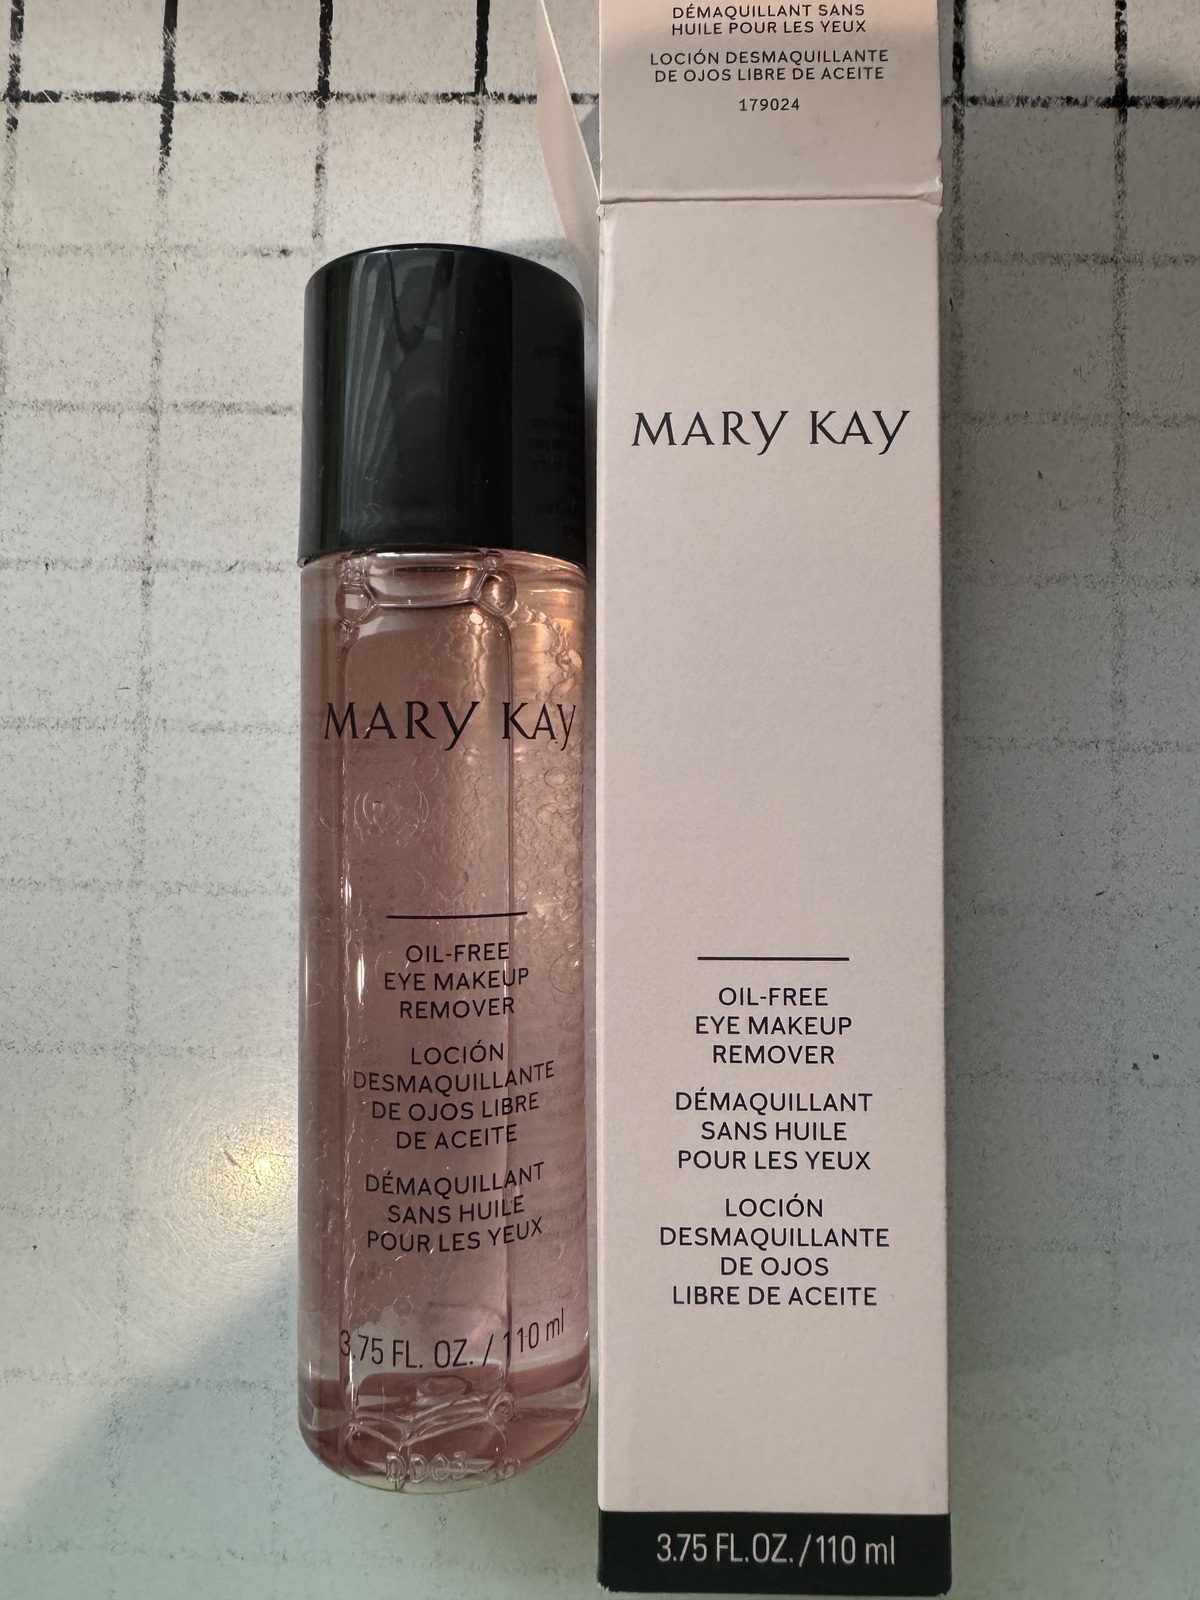 MARY KAY
OIL-FREE
EYE MAKEUP
REMOVER
LOCIÓN
DESMAQUILLANTE
DE OJOS LIBRE
DE ACEITE
DÉMAQUILLANT
SANS HUILE
POUR LES YEUX
3.75 FL. OZ. / 110 ml
DÉMAQUILLANT SANS
HUILE POUR LES YEUX
LOCIÓN DESMAQUILLANTE
DE OJOS LIBRE DE ACEITE
179024
MARY KAY
OIL-FREE
EYE MAKEUP
REMOVER
DÉMAQUILLANT
SANS HUILE
POUR LES YEUX
LOCIÓN
DESMAQUILLANTE
DE OJOS
LIBRE DE ACEITE
3.75 FL.OZ. / 110 ml